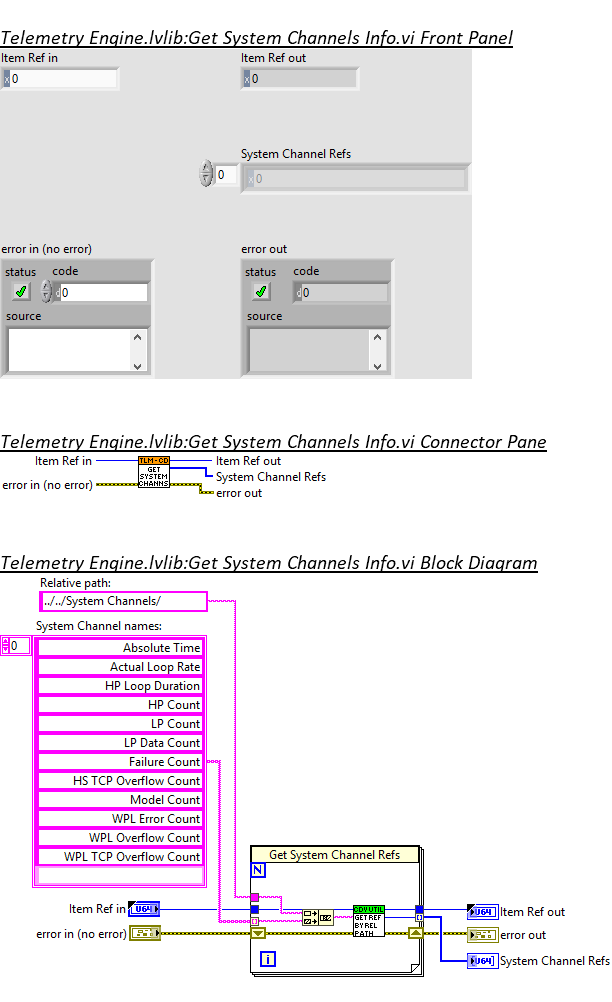 Telemetry Engine.lvlib:Get System Channels Info.vi Front Panel
Item Ref in
Item Ref out
x 0
x 0
System Channel Refs
0
x 0
error in (no error)
error out
status code
status code
d 0
d 0
source
source
Telemetry Engine.lvlib:Get System Channels Info.vi Connector Pane
Item Ref in
TLM-CD
GET
SYSTEM
CHANNS
Item Ref out
System Channel Refs
error in (no error)
error out
Telemetry Engine.lvlib:Get System Channels Info.vi Block Diagram
Relative path:
../../System Channels/
System Channel names:
0
Absolute Time
Actual Loop Rate
HP Loop Duration
HP Count
LP Count
LP Data Count
Failure Count
HS TCP Overflow Count
Model Count
WPL Error Count
WPL Overflow Count
WPL TCP Overflow Count
Get System Channel Refs
N
Item Ref in
U64
CDV UTIL
GET REF
BY REL
PATH
U64
Item Ref out
error in (no error)
error out
i
U64
System Channel Refs